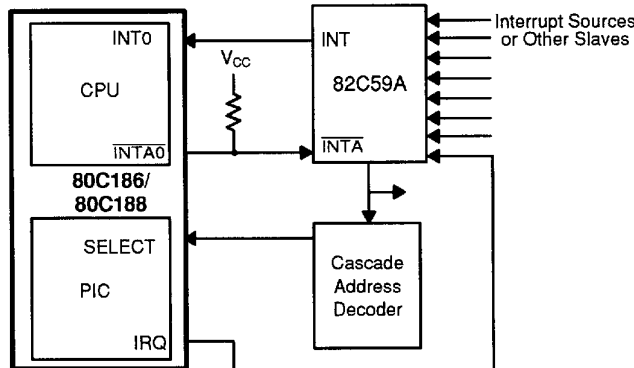 INT0
CPU
INTA0
80C186/
80C188
SELECT
PIC
IRQ
VCC
INT
82C59A
INTA
Cascade
Address
Decoder
Interrupt Sources
or Other Slaves